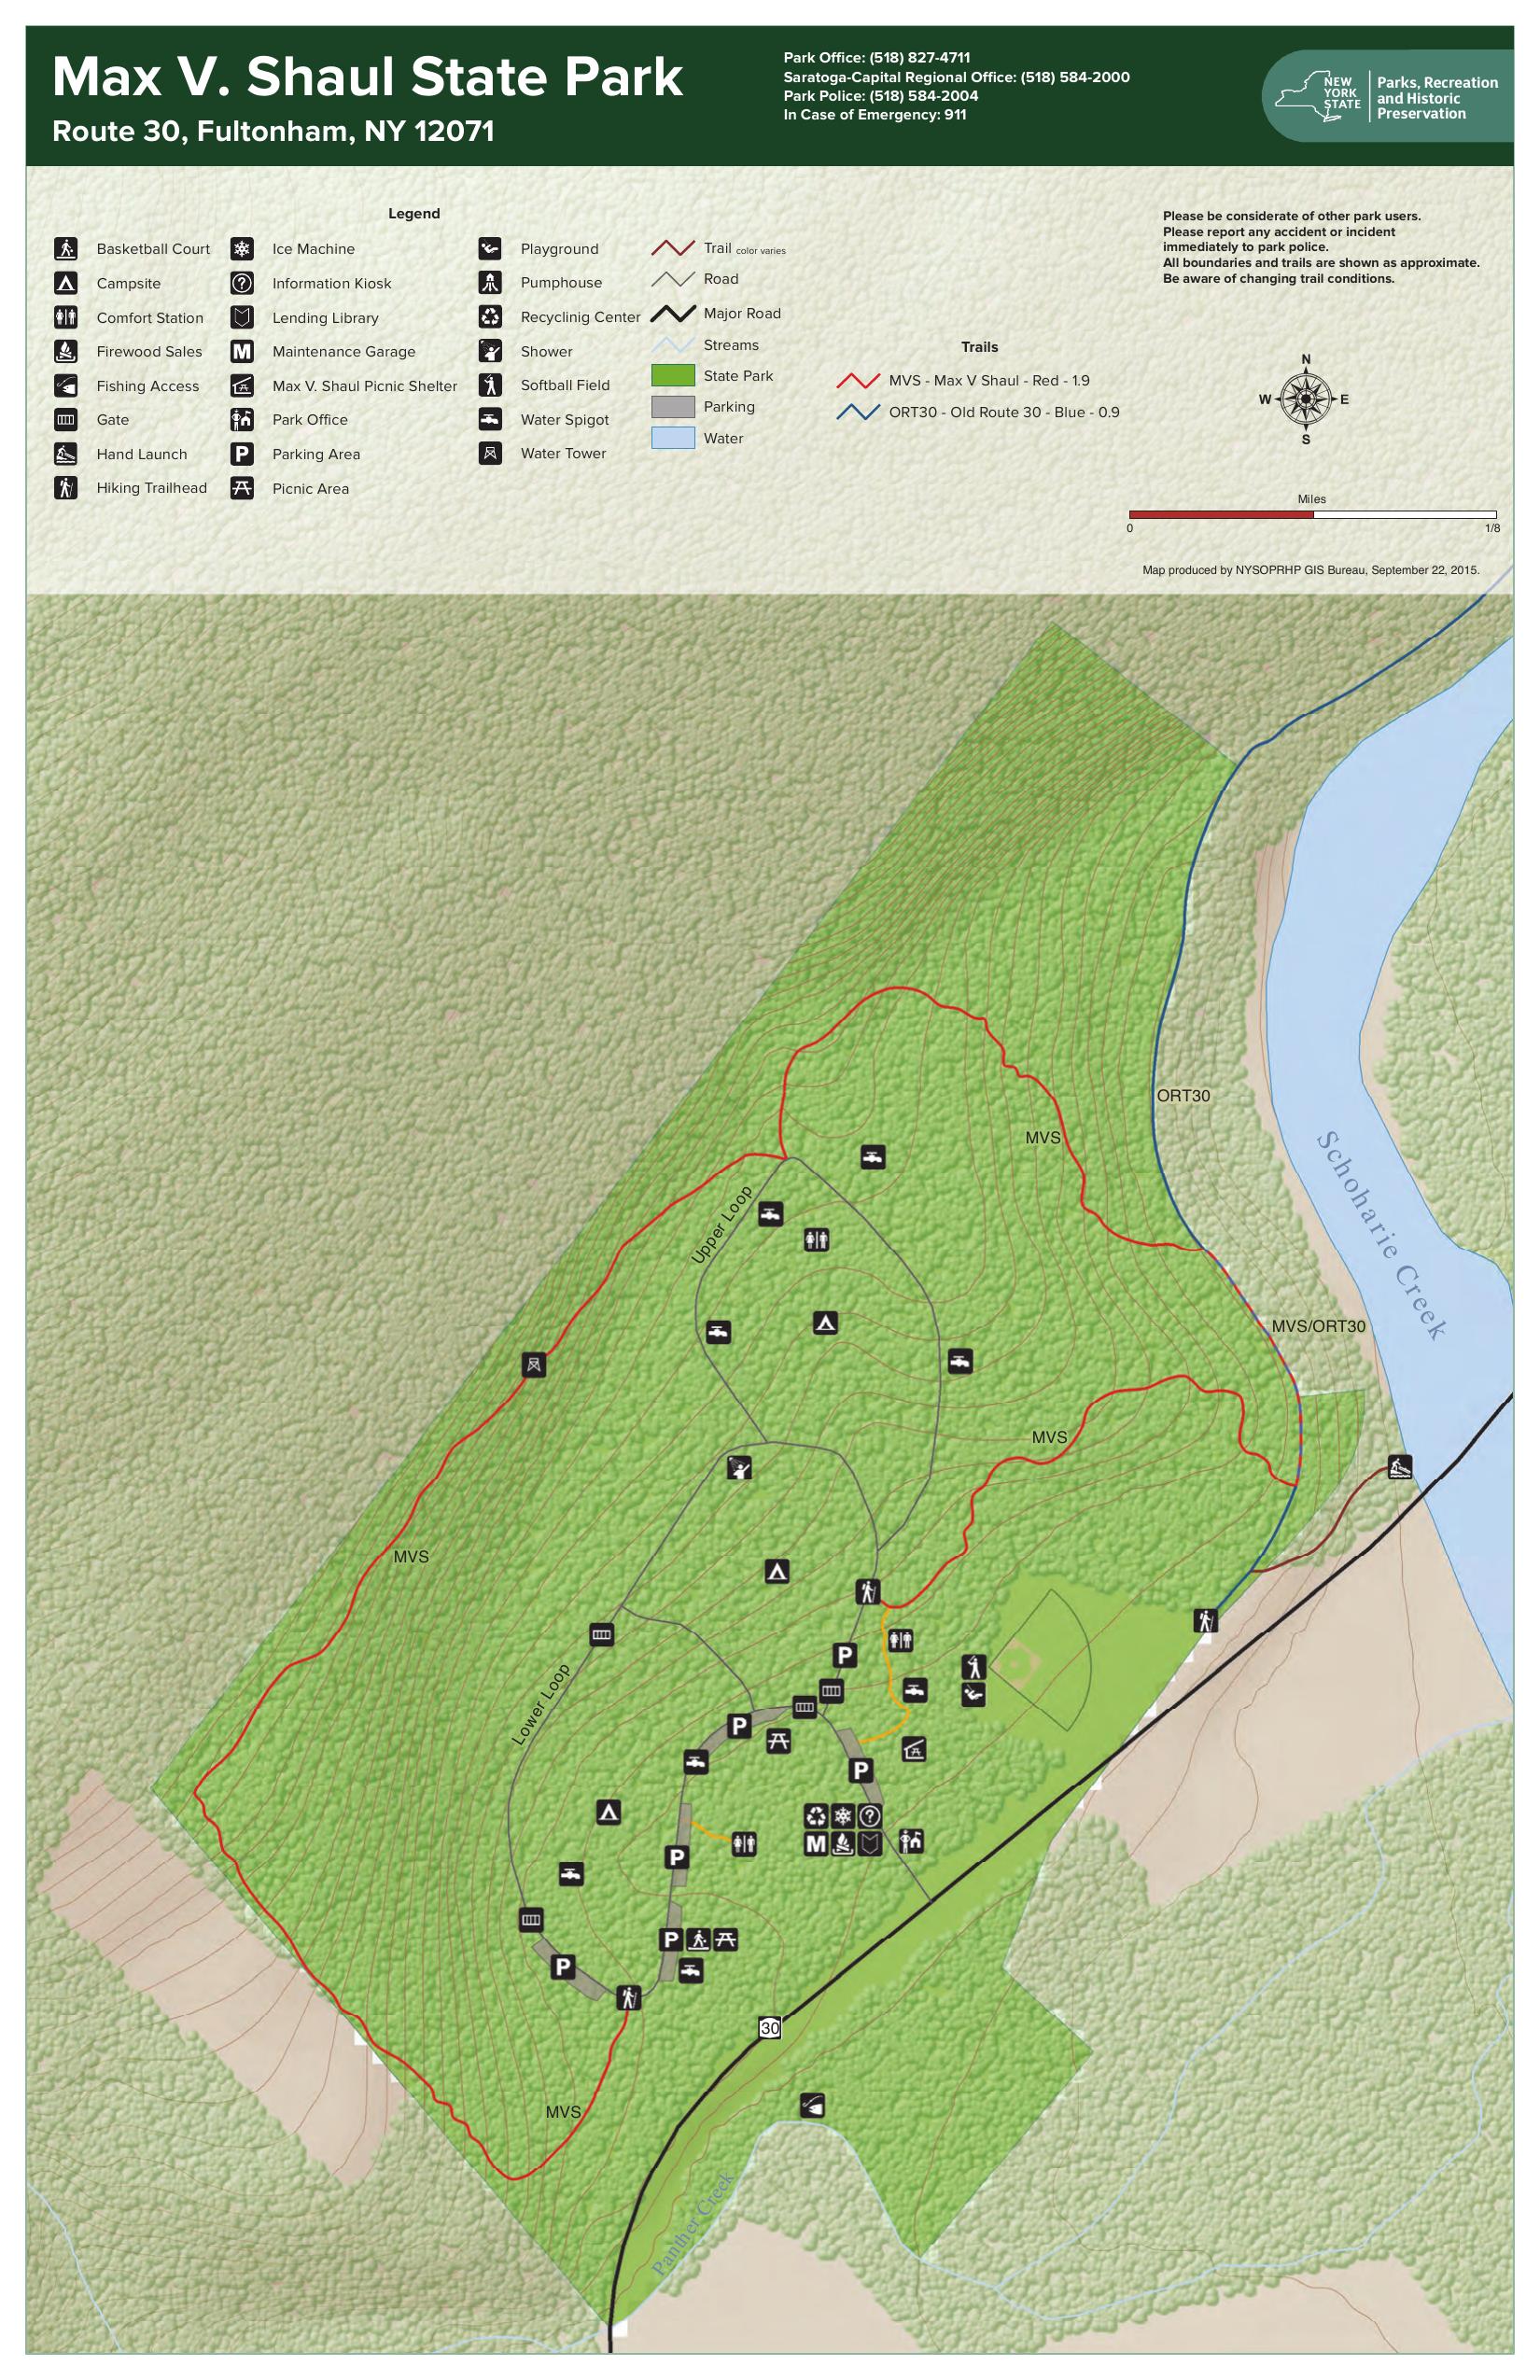 Max V. Shaul State Park
Route 30, Fultonham, NY 12071
Park Office: (518) 827-4711
Saratoga-Capital Regional Office: (518) 584-2000
Park Police: (518) 584-2004
In Case of Emergency: 911
NEW
YORK
STATE
Parks, Recreation
and Historic
Preservation
Legend
Basketball Court
Campsite
Comfort Station
Firewood Sales
Fishing Access
Gate
Hand Launch
Hiking Trailhead
Ice Machine
Information Kiosk
Lending Library
M Maintenance Garage
Max V. Shaul Picnic Shelter
Park Office
P Parking Area
Picnic Area
Playground
Pumphouse
Recyclinig Center
Shower
Softball Field
Water Spigot
Water Tower
Trail color varies
Road
Major Road
Streams
State Park
Parking
Water
Trails
MVS - Max V Shaul - Red - 1.9
ORT30 - Old Route 30 - Blue - 0.9
Please be considerate of other park users.
Please report any accident or incident
immediately to park police.
All boundaries and trails are shown as approximate.
Be aware of changing trail conditions.
N
W E
S
Miles
0 1/8
Map produced by NYSOPRHP GIS Bureau, September 22, 2015.
ORT30
MVS
Schoharie Creek
Upper Loop
MVS/ORT30
MVS
MVS
P
Lower Loop
P
P
M
P
P
P
30
MVS
Panther Creek